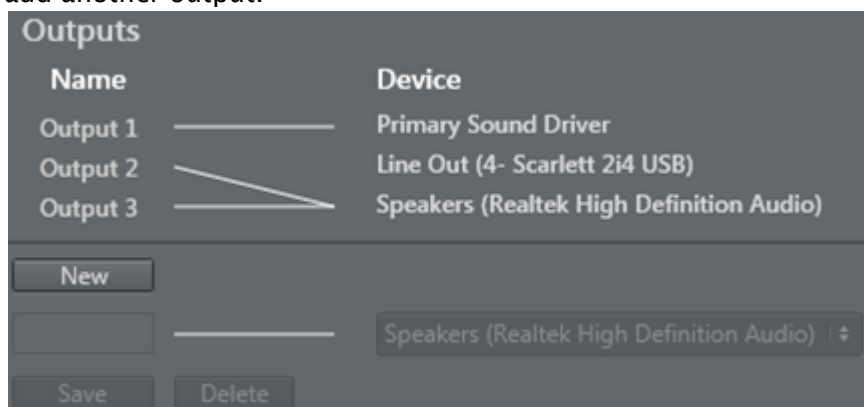 add another output.
Outputs
Name Device
Output 1 Primary Sound Driver
Output 2 Line Out (4- Scarlett 2i4 USB)
Output 3 Speakers (Realtek High Definition Audio)
New
Speakers (Realtek High Definition Audio)
Save Delete